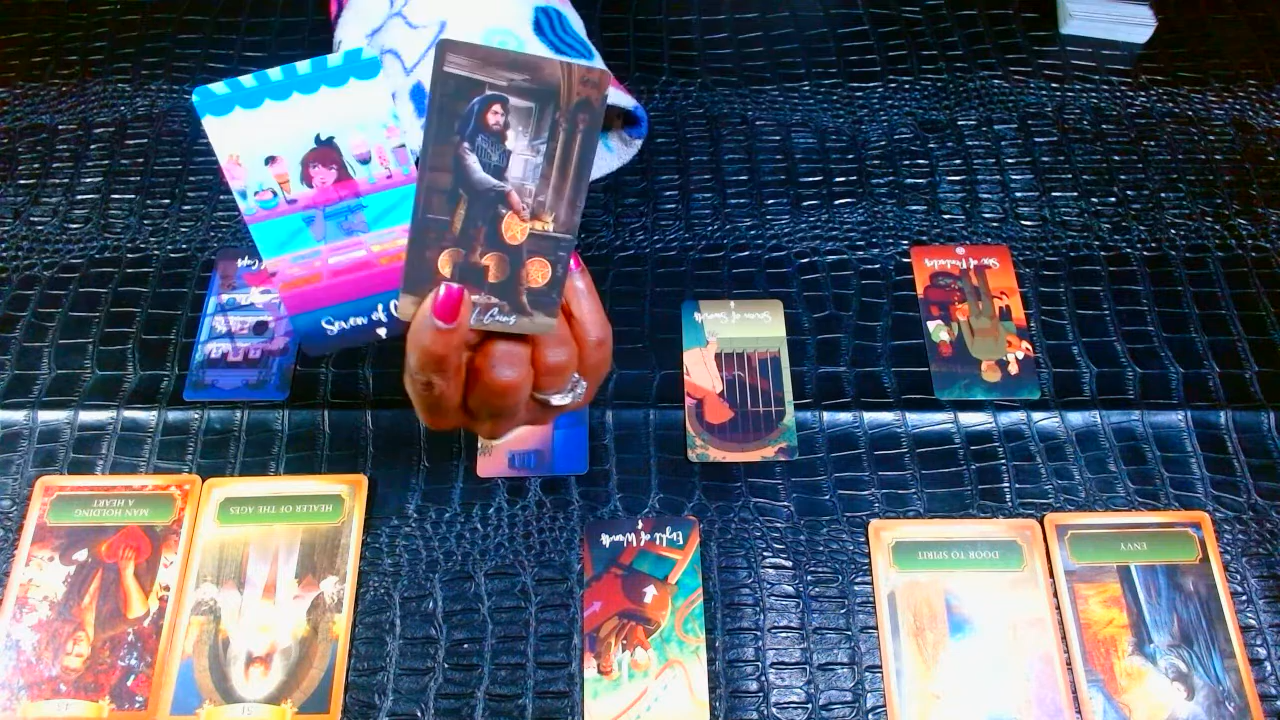 Seven of
of Cups
Six of Pentacles
Seven of Swords
MAN HOLDING
A HEART
HEALER OF THE AGES
Eight of Wands
DOOR TO SPIRIT
ENVY